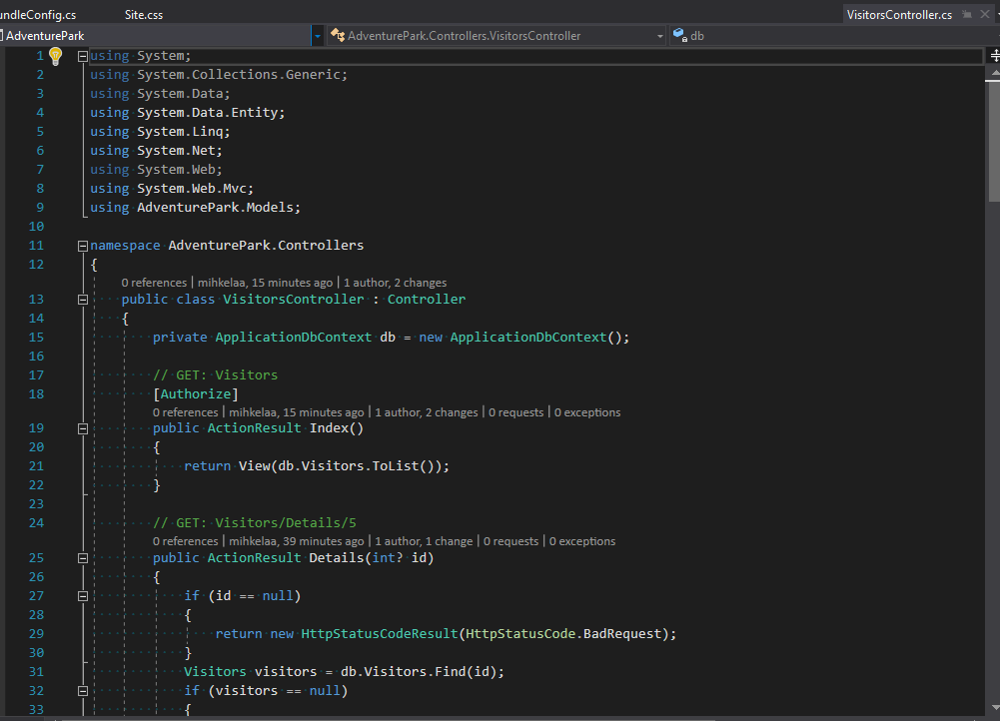 undleConfig.cs Site.css VisitorsController.cs
AdventurePark AdventurePark.Controllers.VisitorsController db
1 using System;
2 using System.Collections.Generic;
3 using System.Data;
4 using System.Data.Entity;
5 using System.Linq;
6 using System.Net;
7 using System.Web;
8 using System.Web.Mvc;
9 using AdventurePark.Models;
10
11 namespace AdventurePark.Controllers
12 {
0 references | mihkelaa, 15 minutes ago | 1 author, 2 changes
13 public class VisitorsController : Controller
14 {
15 private ApplicationDbContext db = new ApplicationDbContext();
16
17 // GET: Visitors
18 [Authorize]
0 references | mihkelaa, 15 minutes ago | 1 author, 2 changes | 0 requests | 0 exceptions
19 public ActionResult Index()
20 {
21 return View(db.Visitors.ToList());
22 }
23
24 // GET: Visitors/Details/5
0 references | mihkelaa, 39 minutes ago | 1 author, 1 change | 0 requests | 0 exceptions
25 public ActionResult Details(int? id)
26 {
27 if (id == null)
28 {
29 return new HttpStatusCodeResult(HttpStatusCode.BadRequest);
30 }
31 Visitors visitors = db.Visitors.Find(id);
32 if (visitors == null)
33 {